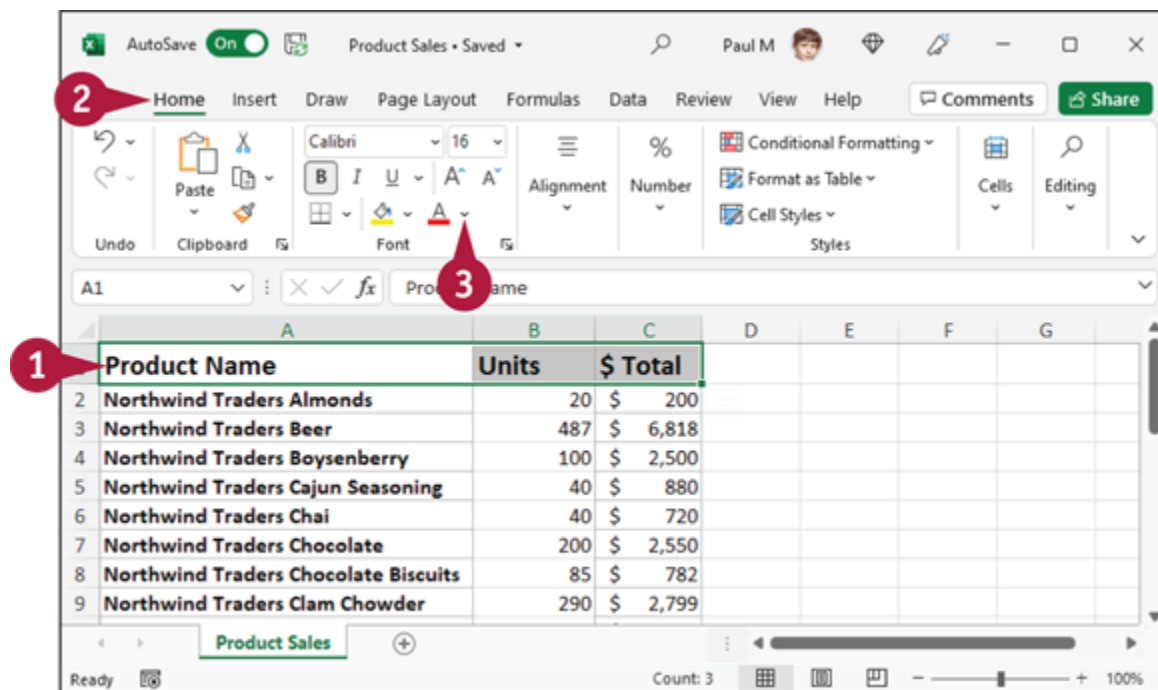 AutoSave On Product Sales • Saved Paul M
2 Home Insert Draw Page Layout Formulas Data Review View Help Comments Share
Calibri 16 % Conditional Formatting
Paste B I U A A Alignment Number Format as Table Cells Editing
A Cell Styles
Undo Clipboard Font Styles
3
A1 fx Pro ame
A B C D E F G
1 Product Name Units $ Total
2 Northwind Traders Almonds 20 $ 200
3 Northwind Traders Beer 487 $ 6,818
4 Northwind Traders Boysenberry 100 $ 2,500
5 Northwind Traders Cajun Seasoning 40 $ 880
6 Northwind Traders Chai 40 $ 720
7 Northwind Traders Chocolate 200 $ 2,550
8 Northwind Traders Chocolate Biscuits 85 $ 782
9 Northwind Traders Clam Chowder 290 $ 2,799
Product Sales
Ready Count: 3 - + 100%